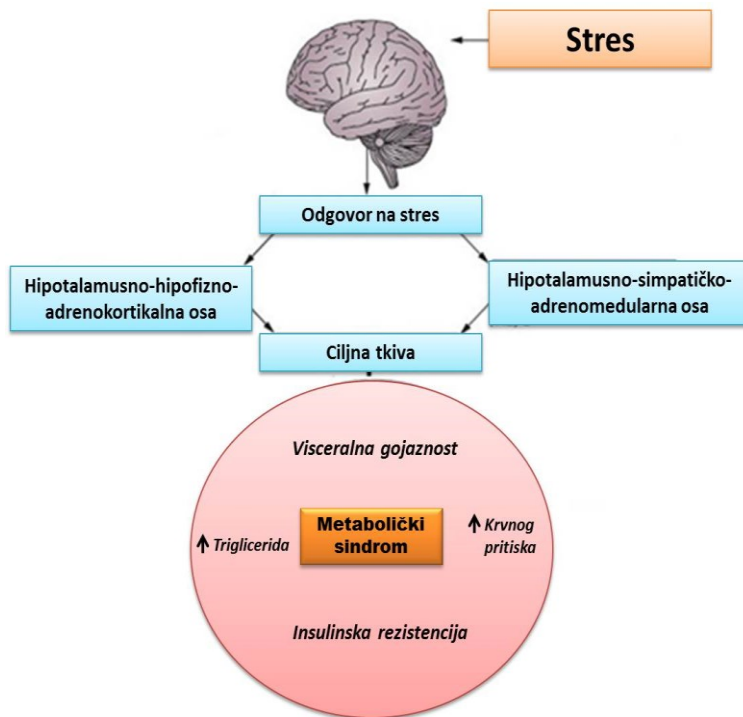 Stres
Odgovor na stres
Hipotalamusno-hipofizno-
adrenokortikalna osa
Hipotalamusno-simpatičko-
adrenomedularna osa
Ciljna tkiva
Visceralna gojaznost
Metabolički
sindrom
↑ Triglicerida
↑ Krvnog
pritiska
Insulinska rezistencija